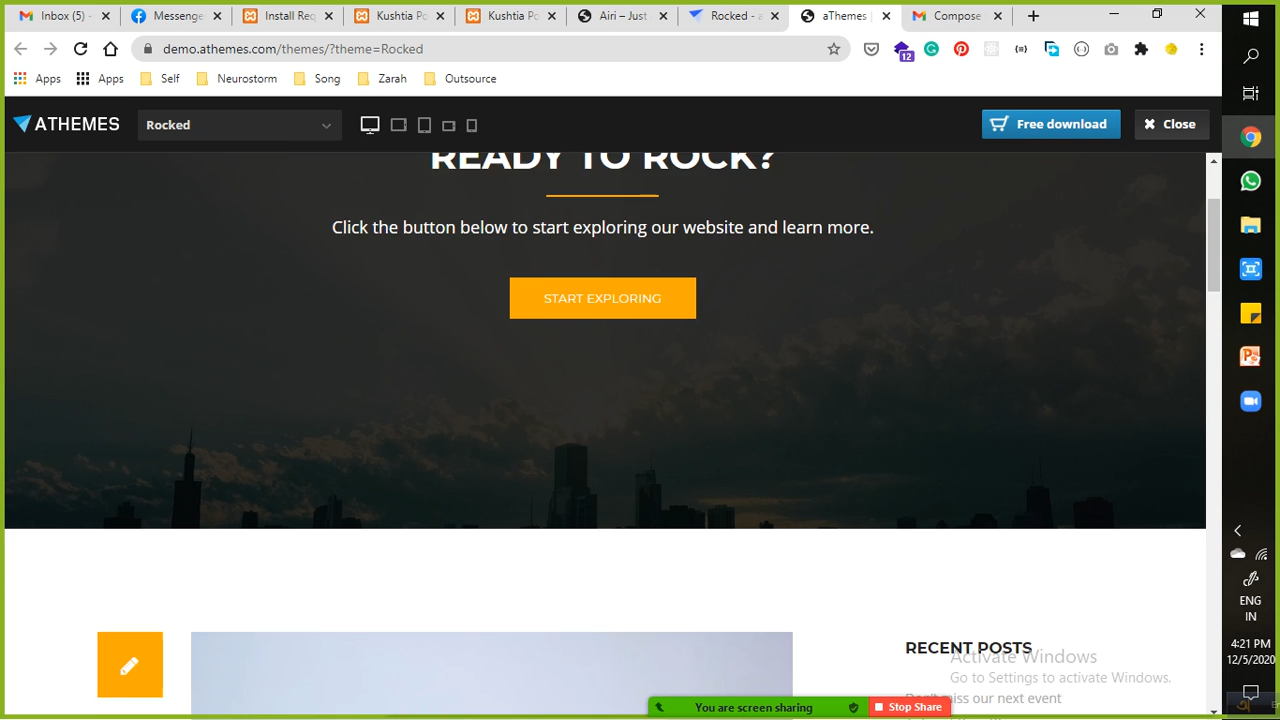 Inbox (5) -
Messenge
Install Req
Kushtia Po
Kushtia Po
Airi – Just
Rocked - a
aThemes |
Compose
demo.athemes.com/themes/?theme=Rocked
12
Apps
Apps
Self
Neurostorm
Song
Zarah
Outsource
ATHEMES
Rocked
Free download
Close
READY TO ROCK?
Click the button below to start exploring our website and learn more.
START EXPLORING
RECENT POSTS
Activate Windows
Go to Settings to activate Windows.
Don't miss our next event
You are screen sharing
Stop Share
ENG
IN
4:21 PM
12/5/2020